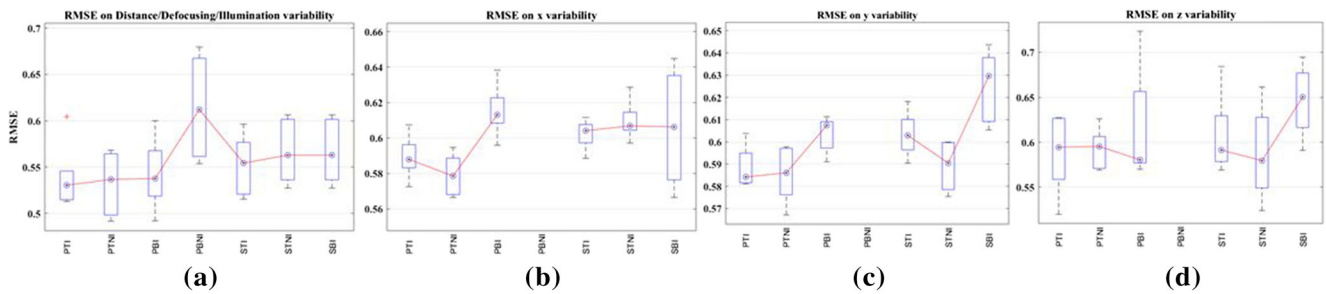 RMSE on Distance/Defocusing/Illumination variability
0.7
0.65
0.6
0.55
0.5
RMSE
PTI
PTNI
PBI
PBNI
STI
STNI
SBI
(a)
RMSE on x variability
0.66
0.64
0.62
0.6
0.58
0.56
PTI
PTNI
PBI
PBNI
STI
STNI
SBI
(b)
RMSE on y variability
0.65
0.64
0.63
0.62
0.61
0.60
0.59
0.58
0.57
PTI
PTNI
PBI
PBNI
STI
STNI
SBI
(c)
RMSE on z variability
0.7
0.65
0.6
0.55
PTI
PTNI
PBI
PBNI
STI
STNI
SBI
(d)